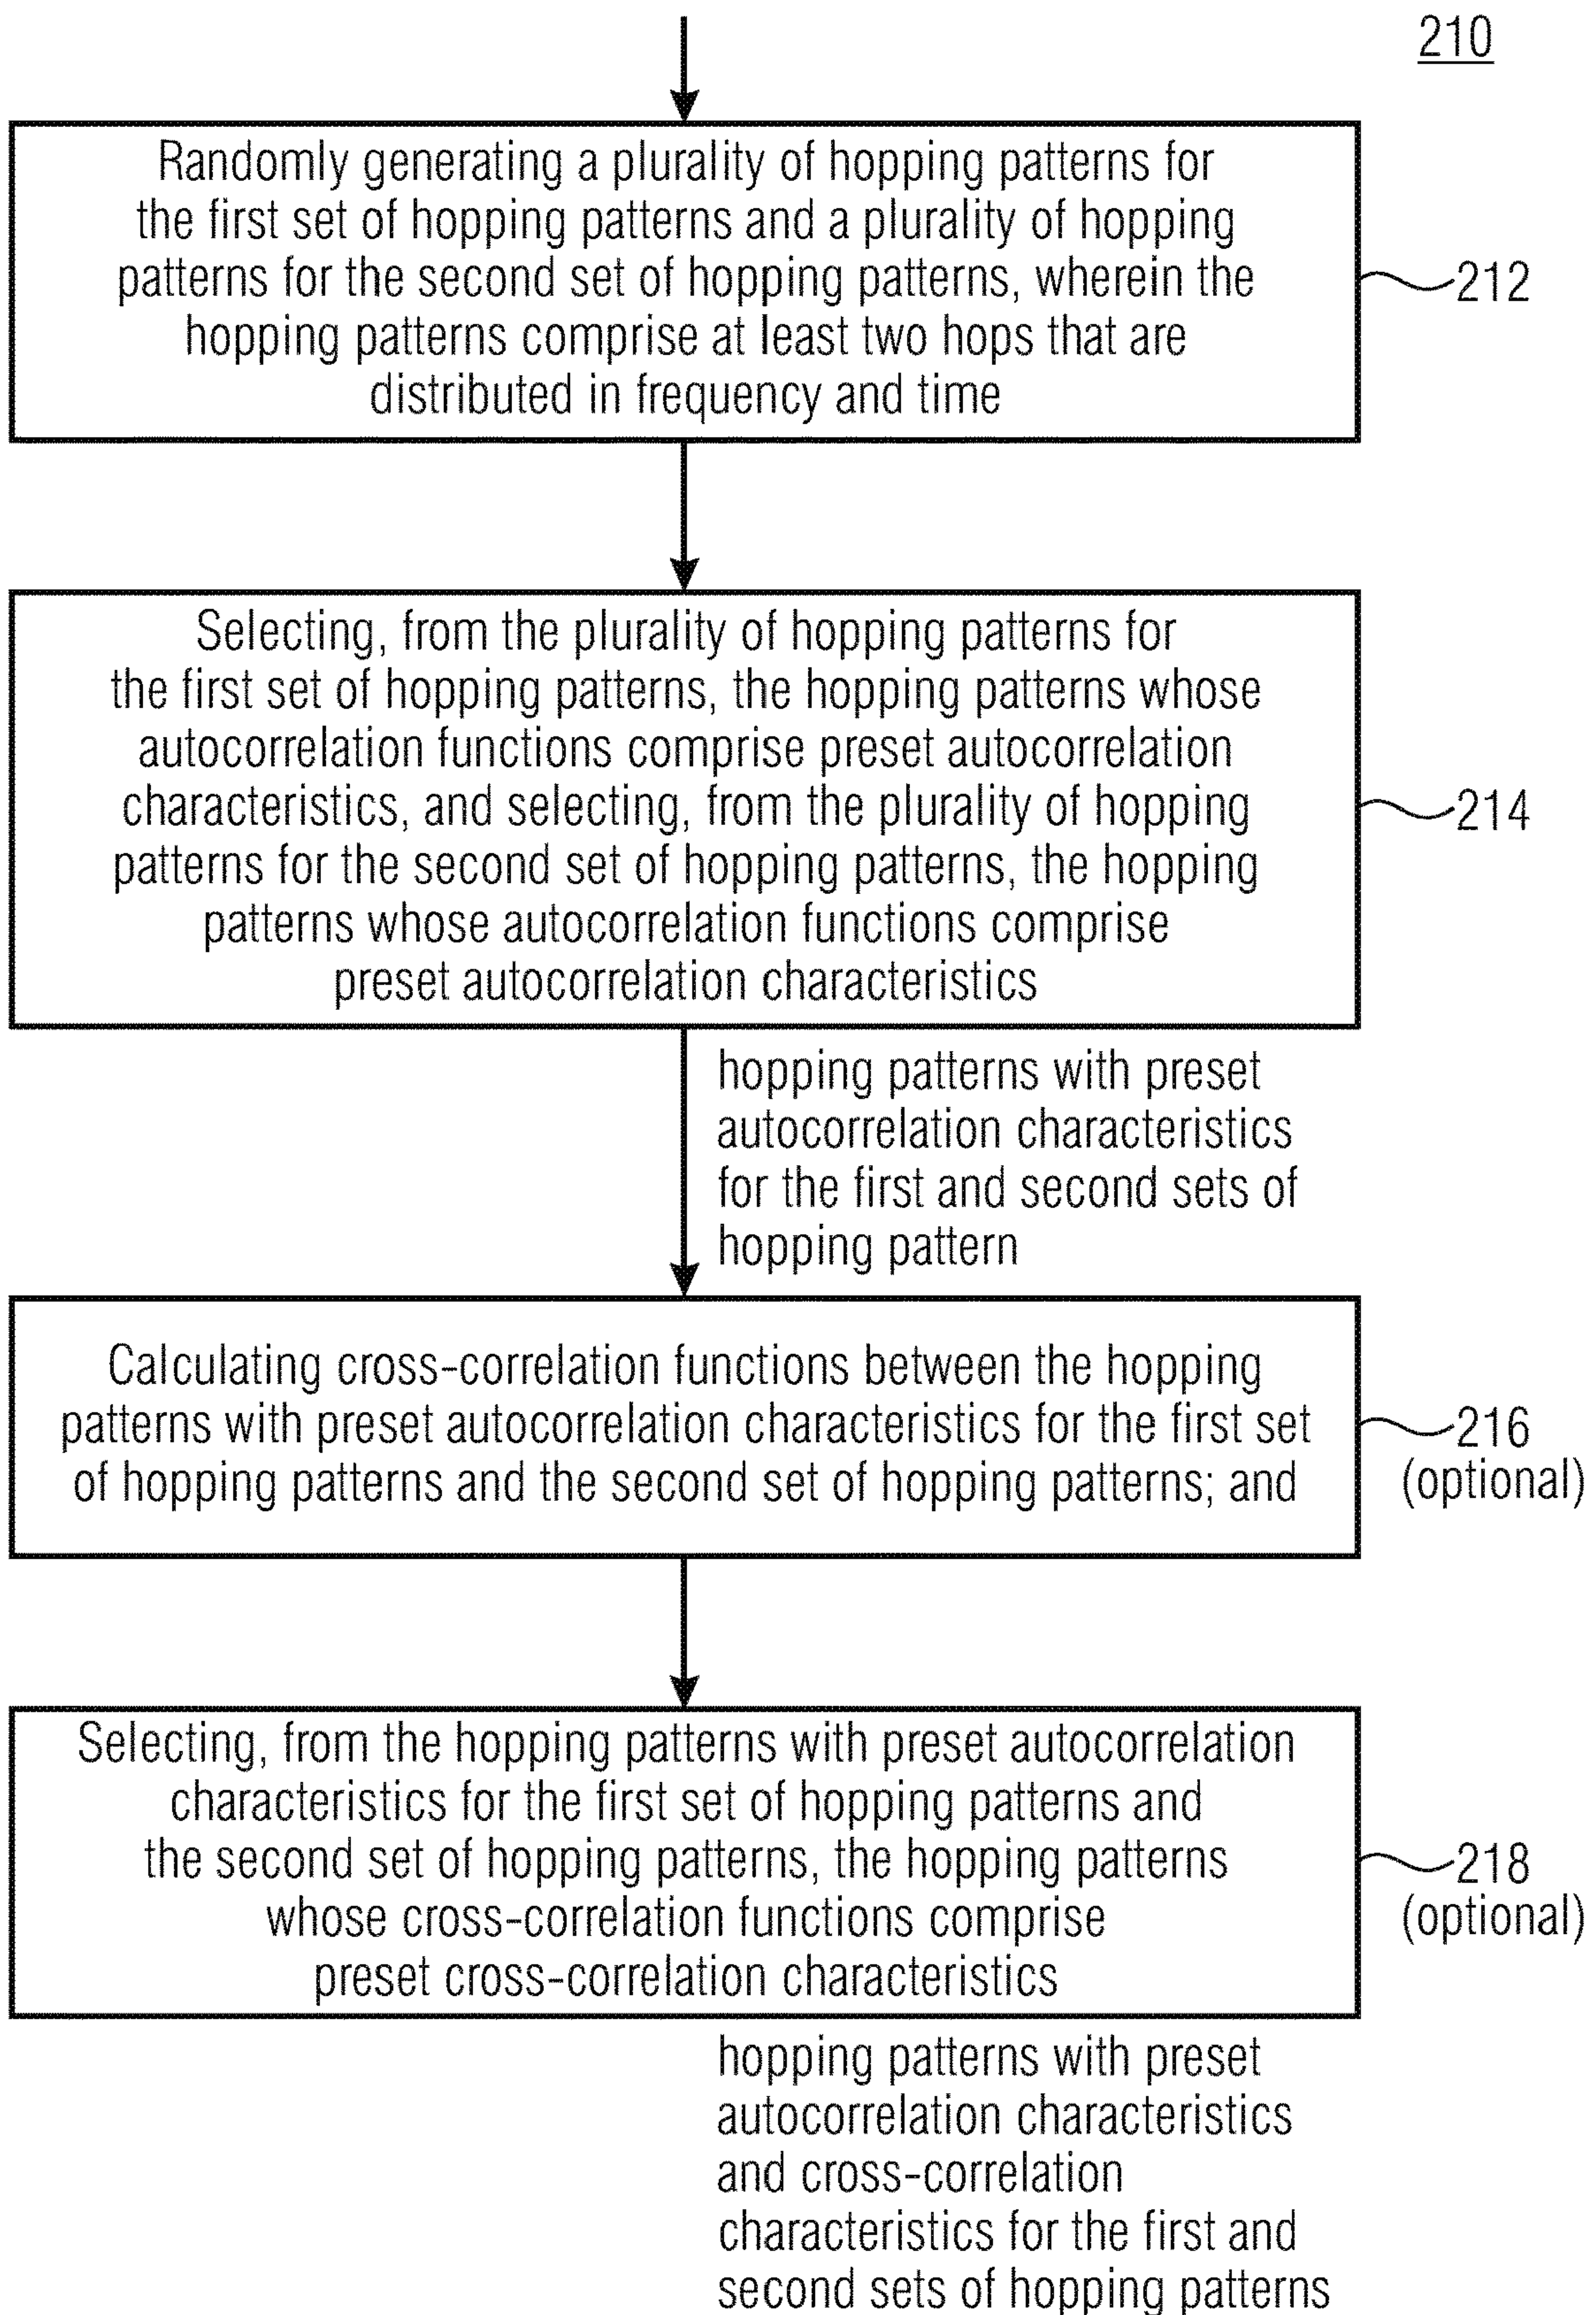 210
Randomly generating a plurality of hopping patterns for
the first set of hopping patterns and a plurality of hopping
patterns for the second set of hopping patterns, wherein the
hopping patterns comprise at least two hops that are
distributed in frequency and time
212
Selecting, from the plurality of hopping patterns for
the first set of hopping patterns, the hopping patterns whose
autocorrelation functions comprise preset autocorrelation
characteristics, and selecting, from the plurality of hopping
patterns for the second set of hopping patterns, the hopping
patterns whose autocorrelation functions comprise
preset autocorrelation characteristics
214
hopping patterns with preset
autocorrelation characteristics
for the first and second sets of
hopping pattern
Calculating cross-correlation functions between the hopping
patterns with preset autocorrelation characteristics for the first set
of hopping patterns and the second set of hopping patterns; and
216
(optional)
Selecting, from the hopping patterns with preset autocorrelation
characteristics for the first set of hopping patterns and
the second set of hopping patterns, the hopping patterns
whose cross-correlation functions comprise
preset cross-correlation characteristics
218
(optional)
hopping patterns with preset
autocorrelation characteristics
and cross-correlation
characteristics for the first and
second sets of hopping patterns